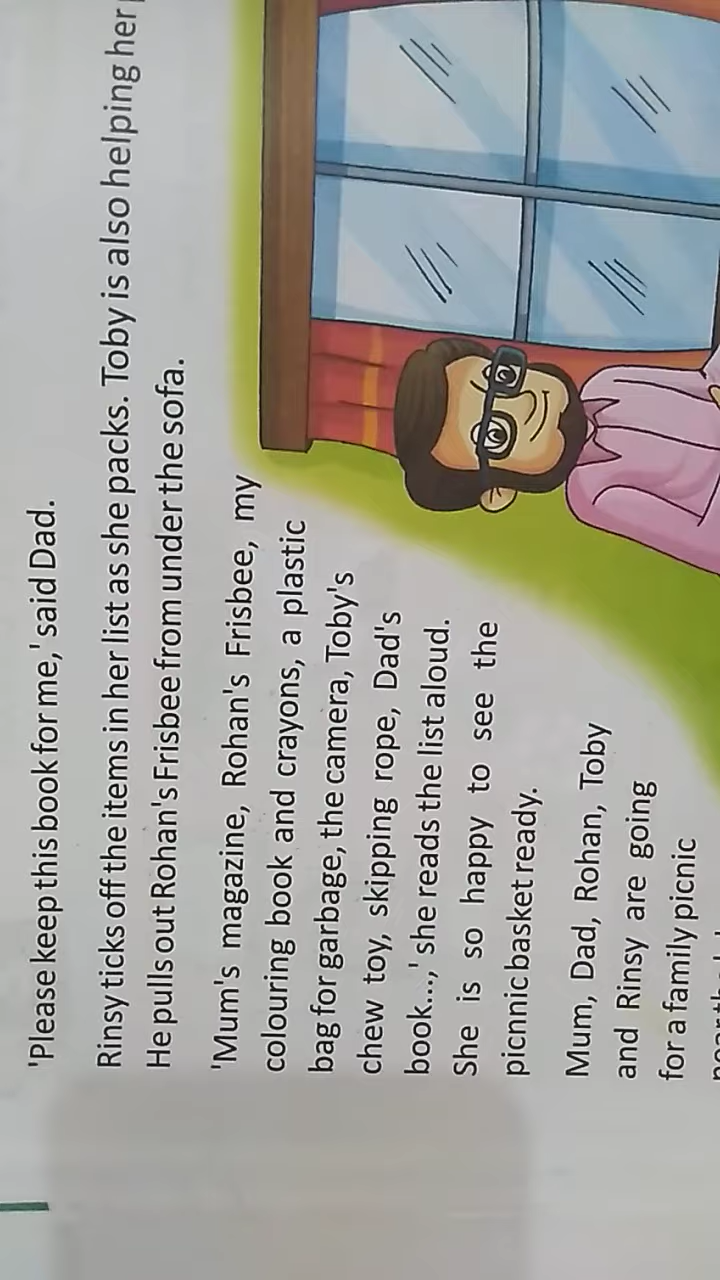 'Please keep this book for me,' said Dad.
Rinsy ticks off the items in her list as she packs. Toby is also helping her
He pulls out Rohan's Frisbee from under the sofa.
'Mum's magazine, Rohan's Frisbee, my
colouring book and crayons, a plastic
bag for garbage, the camera, Toby's
chew toy, skipping rope, Dad's
book...,' she reads the list aloud.
She is so happy to see the
picnnic basket ready.
Mum, Dad, Rohan, Toby
and Rinsy are going
for a family picnic